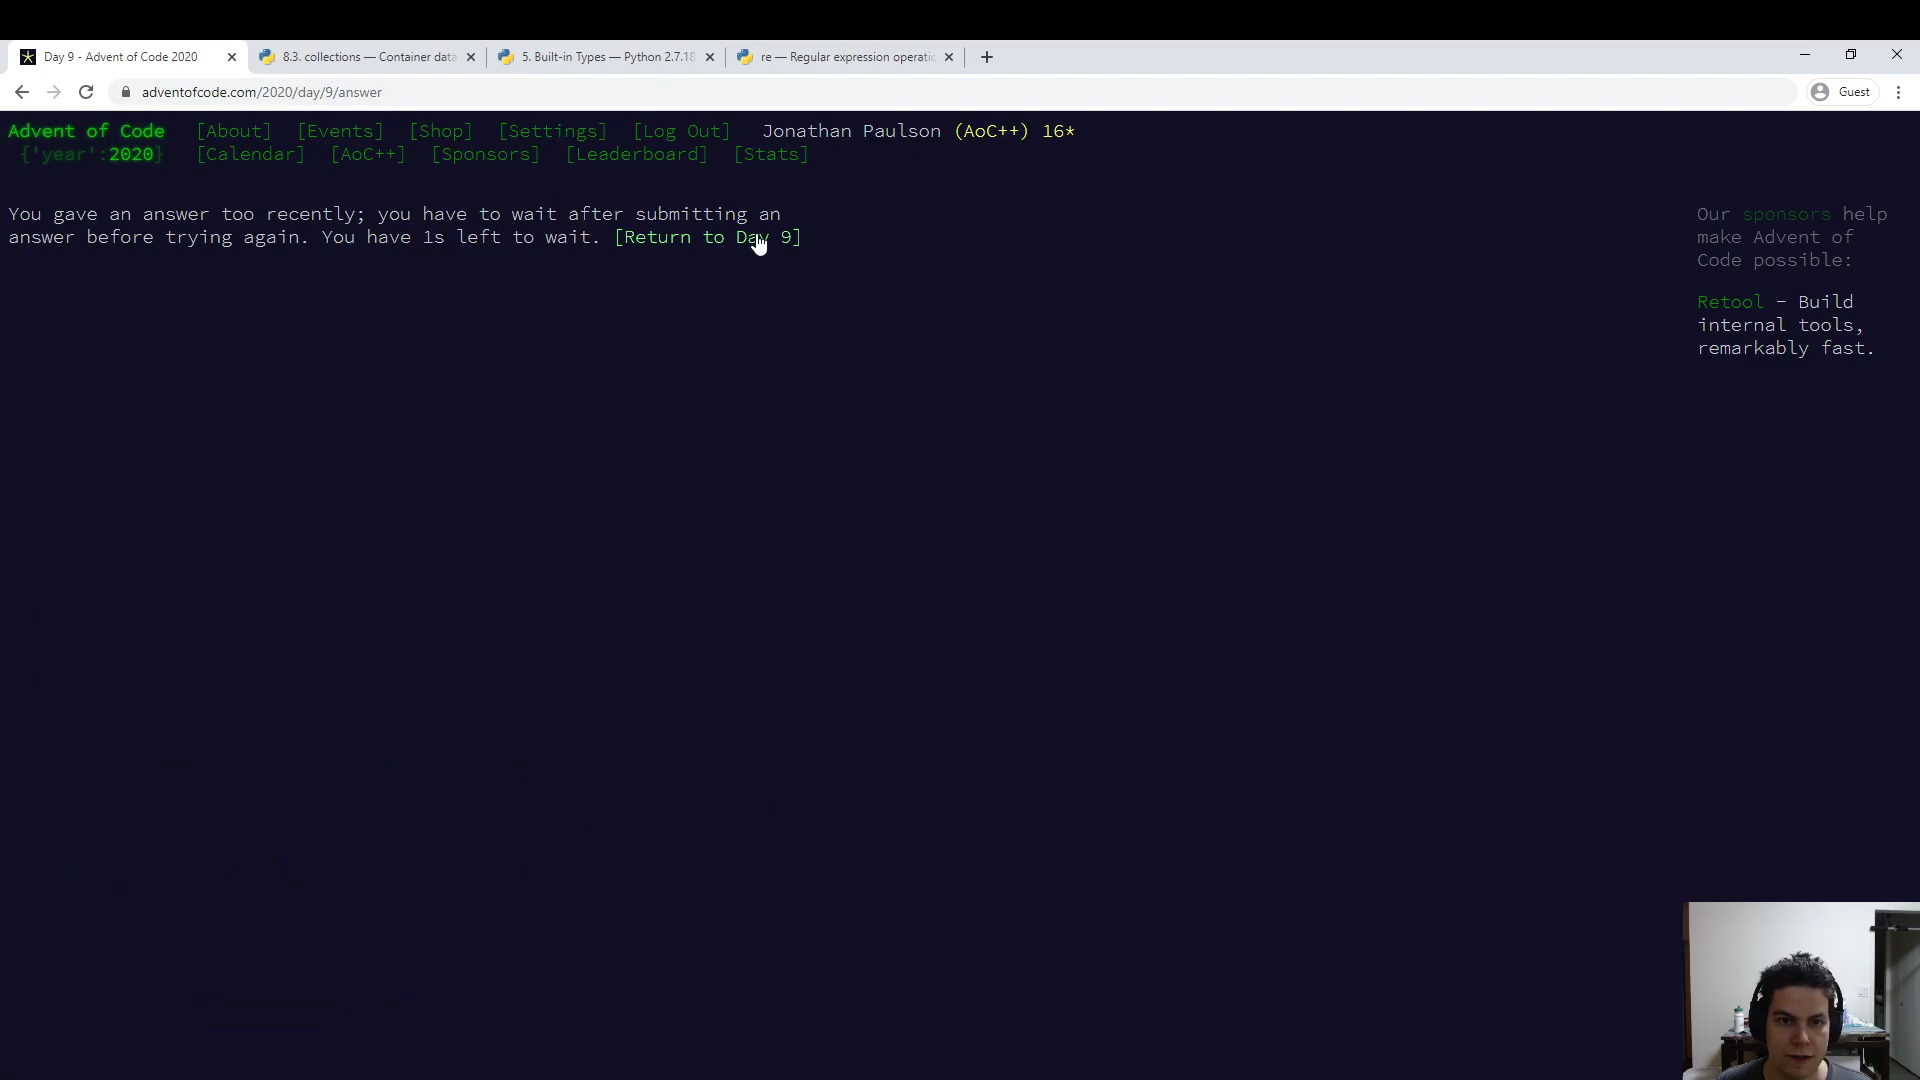 Day 9 - Advent of Code 2020
8.3. collections — Container data
5. Built-in Types — Python 2.7.18
re — Regular expression operatic
adventofcode.com/2020/day/9/answer
Guest
Advent of Code [About] [Events] [Shop] [Settings] [Log Out] Jonathan Paulson (AoC++) 16*
{'year':2020} [Calendar] [AoC++] [Sponsors] [Leaderboard] [Stats]
You gave an answer too recently; you have to wait after submitting an
answer before trying again. You have 1s left to wait. [Return to Day 9]
Our sponsors help
make Advent of
Code possible:
Retool - Build
internal tools,
remarkably fast.